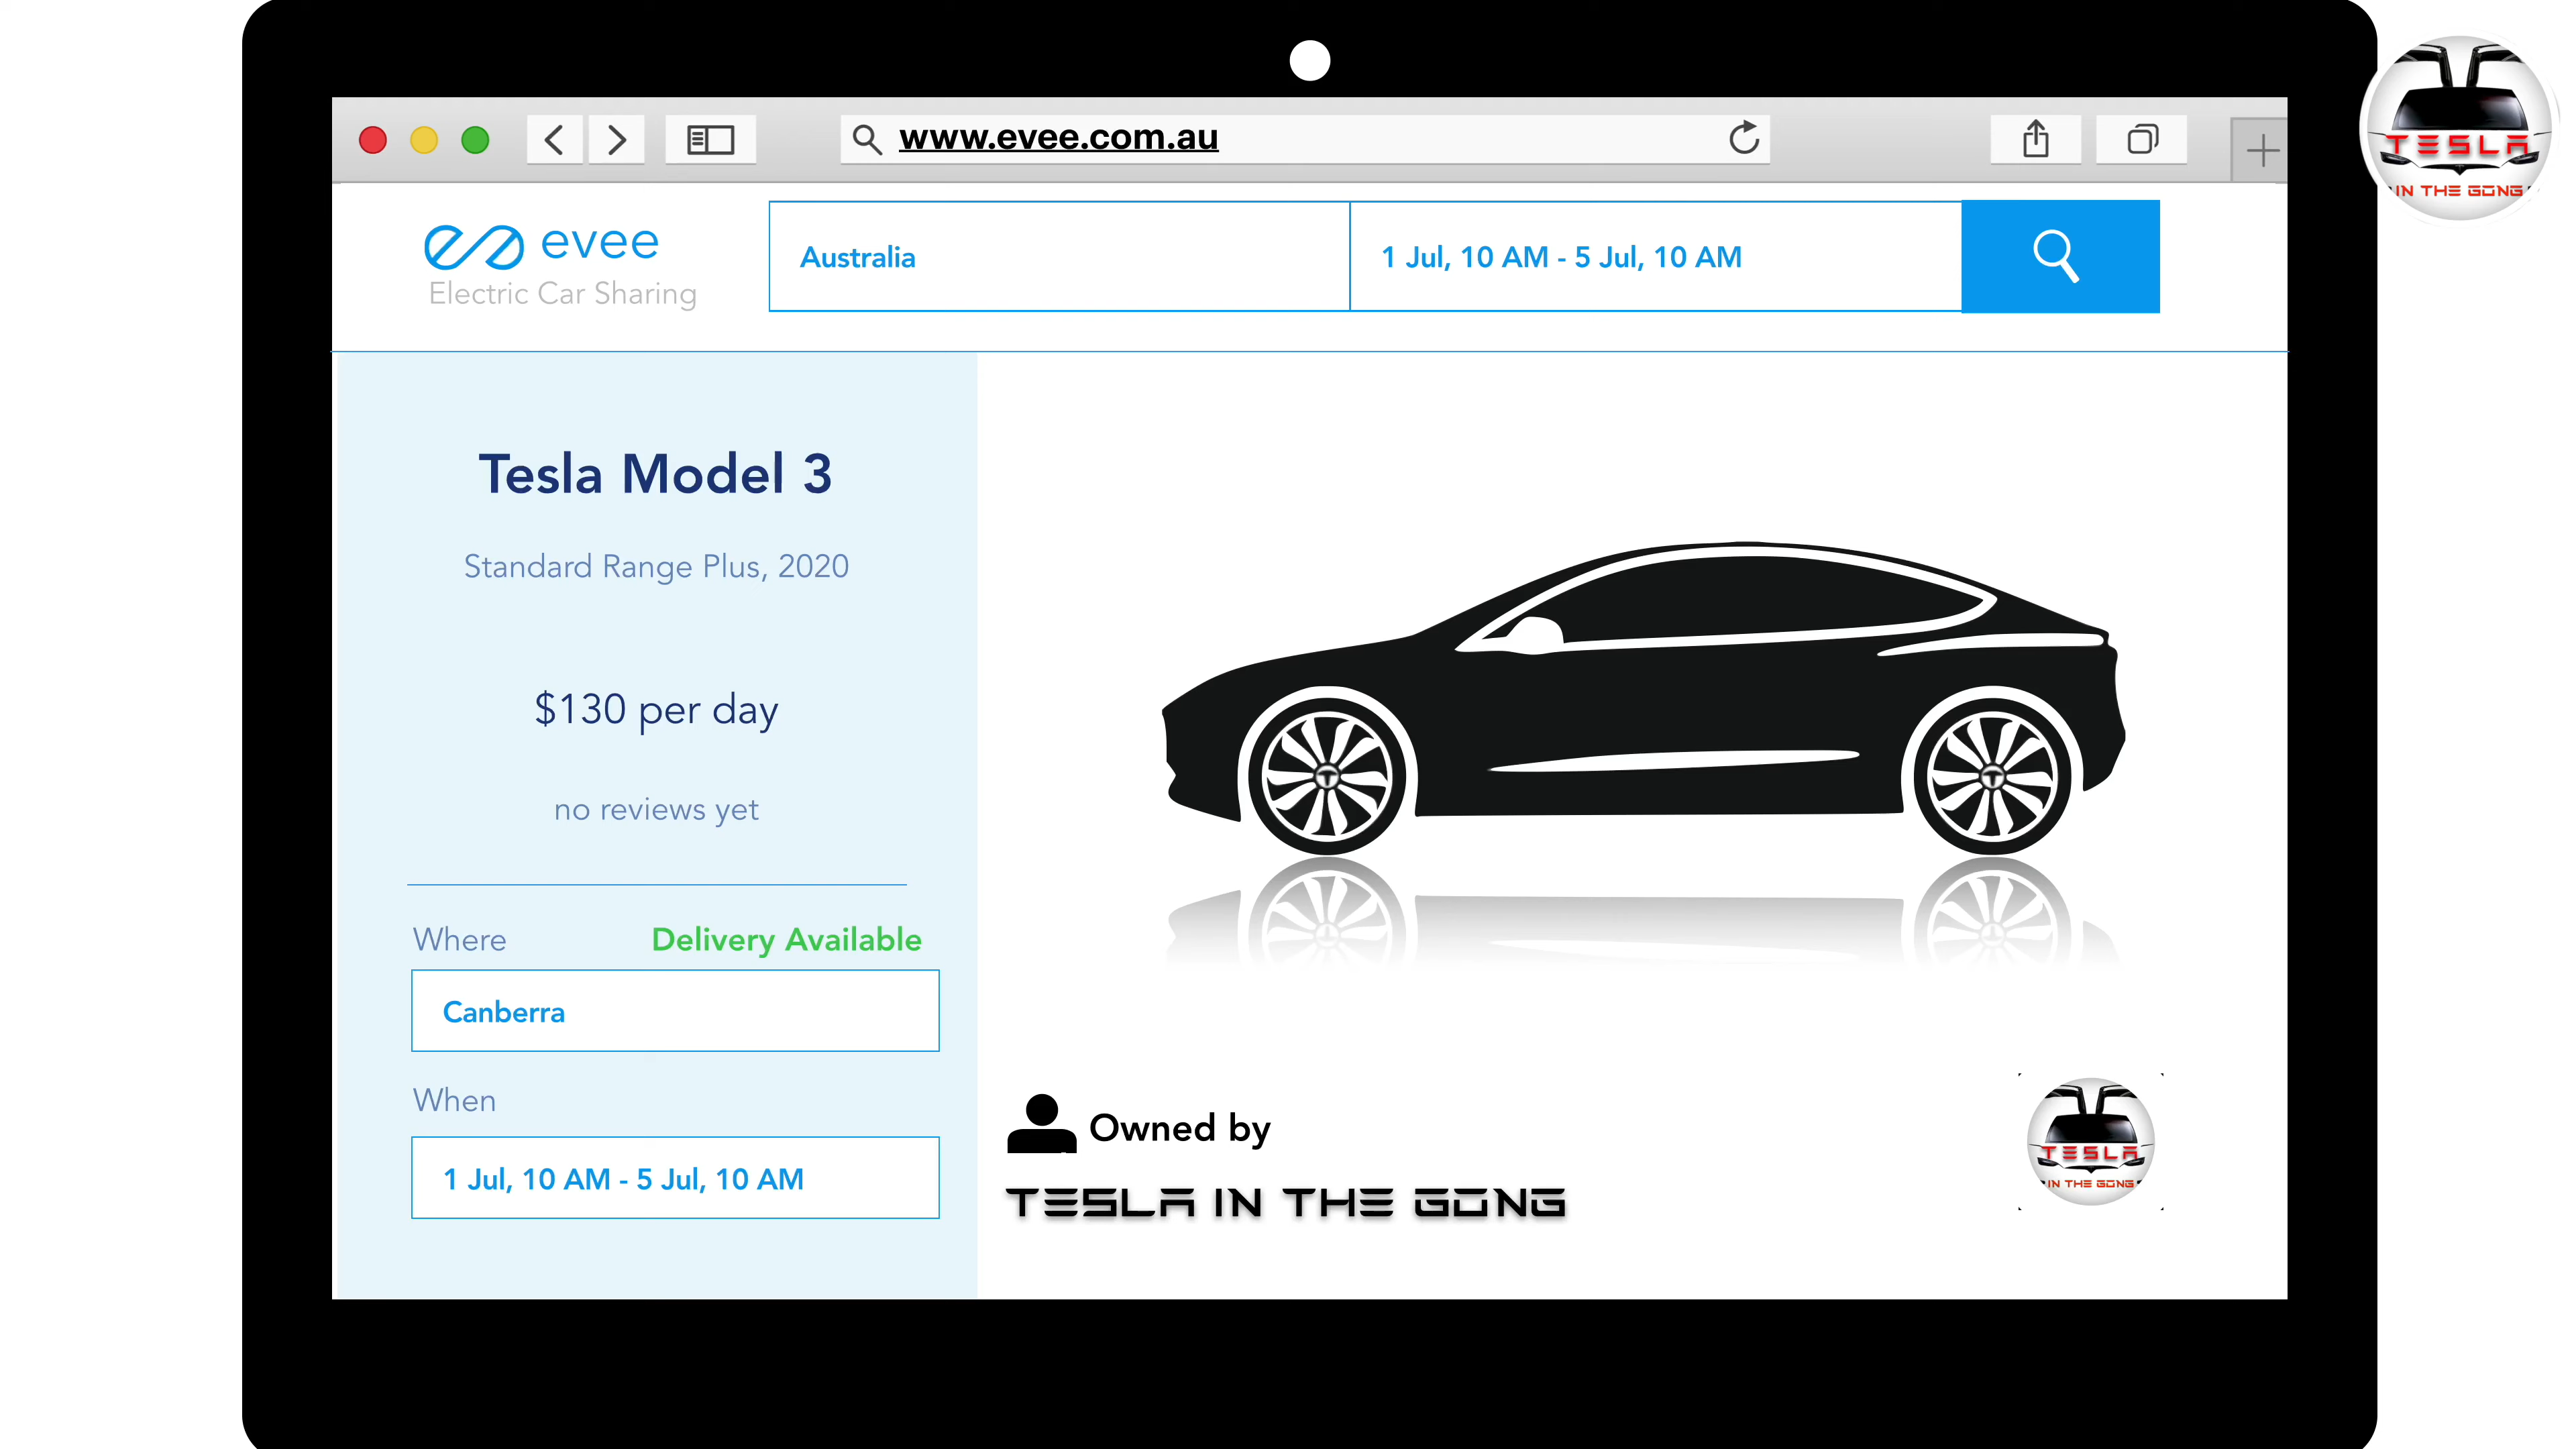 www.evee.com.au
TESLA
IN THE GONG
evee
Electric Car Sharing
Australia
1 Jul, 10 AM - 5 Jul, 10 AM
Tesla Model 3
Standard Range Plus, 2020
$130 per day
no reviews yet
Where
Delivery Available
Canberra
When
1 Jul, 10 AM - 5 Jul, 10 AM
Owned by
TESLA IN THE GONG
TESLA
IN THE GONG